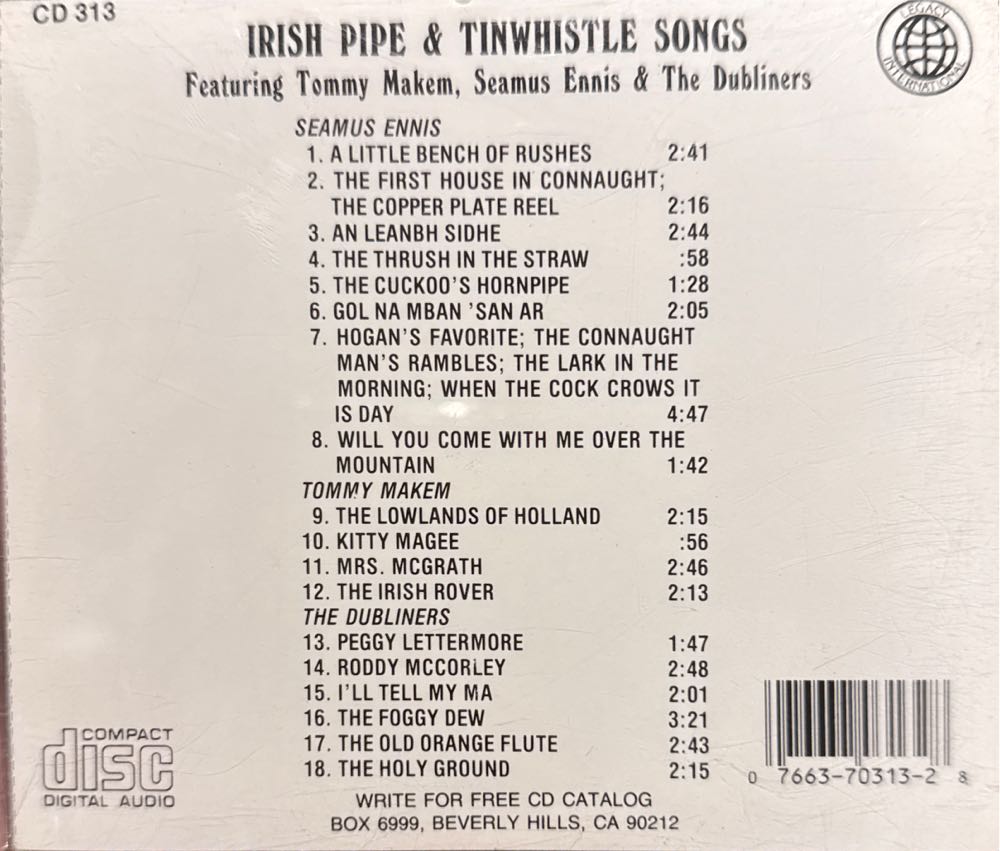 CD 313
IRISH PIPE & TINWHISTLE SONGS
LEGACY INTERNATIONAL
Featuring Tommy Makem, Seamus Ennis & The Dubliners
SEAMUS ENNIS
1. A LITTLE BENCH OF RUSHES 2:41
2. THE FIRST HOUSE IN CONNAUGHT;
THE COPPER PLATE REEL 2:16
3. AN LEANBH SIDHE 2:44
4. THE THRUSH IN THE STRAW :58
5. THE CUCKOO'S HORNPIPE 1:28
6. GOL NA MBAN 'SAN AR 2:05
7. HOGAN'S FAVORITE; THE CONNAUGHT
MAN'S RAMBLES; THE LARK IN THE
MORNING; WHEN THE COCK CROWS IT
IS DAY 4:47
8. WILL YOU COME WITH ME OVER THE
MOUNTAIN 1:42
TOMMY MAKEM
9. THE LOWLANDS OF HOLLAND 2:15
10. KITTY MAGEE :56
11. MRS. MCGRATH 2:46
12. THE IRISH ROVER 2:13
THE DUBLINERS
13. PEGGY LETTERMORE 1:47
14. RODDY MCCORLEY 2:48
15. I'LL TELL MY MA 2:01
16. THE FOGGY DEW 3:21
17. THE OLD ORANGE FLUTE 2:43
18. THE HOLY GROUND 2:15
COMPACT
disc
DIGITAL AUDIO
0 7663-70313-2 8
WRITE FOR FREE CD CATALOG
BOX 6999, BEVERLY HILLS, CA 90212